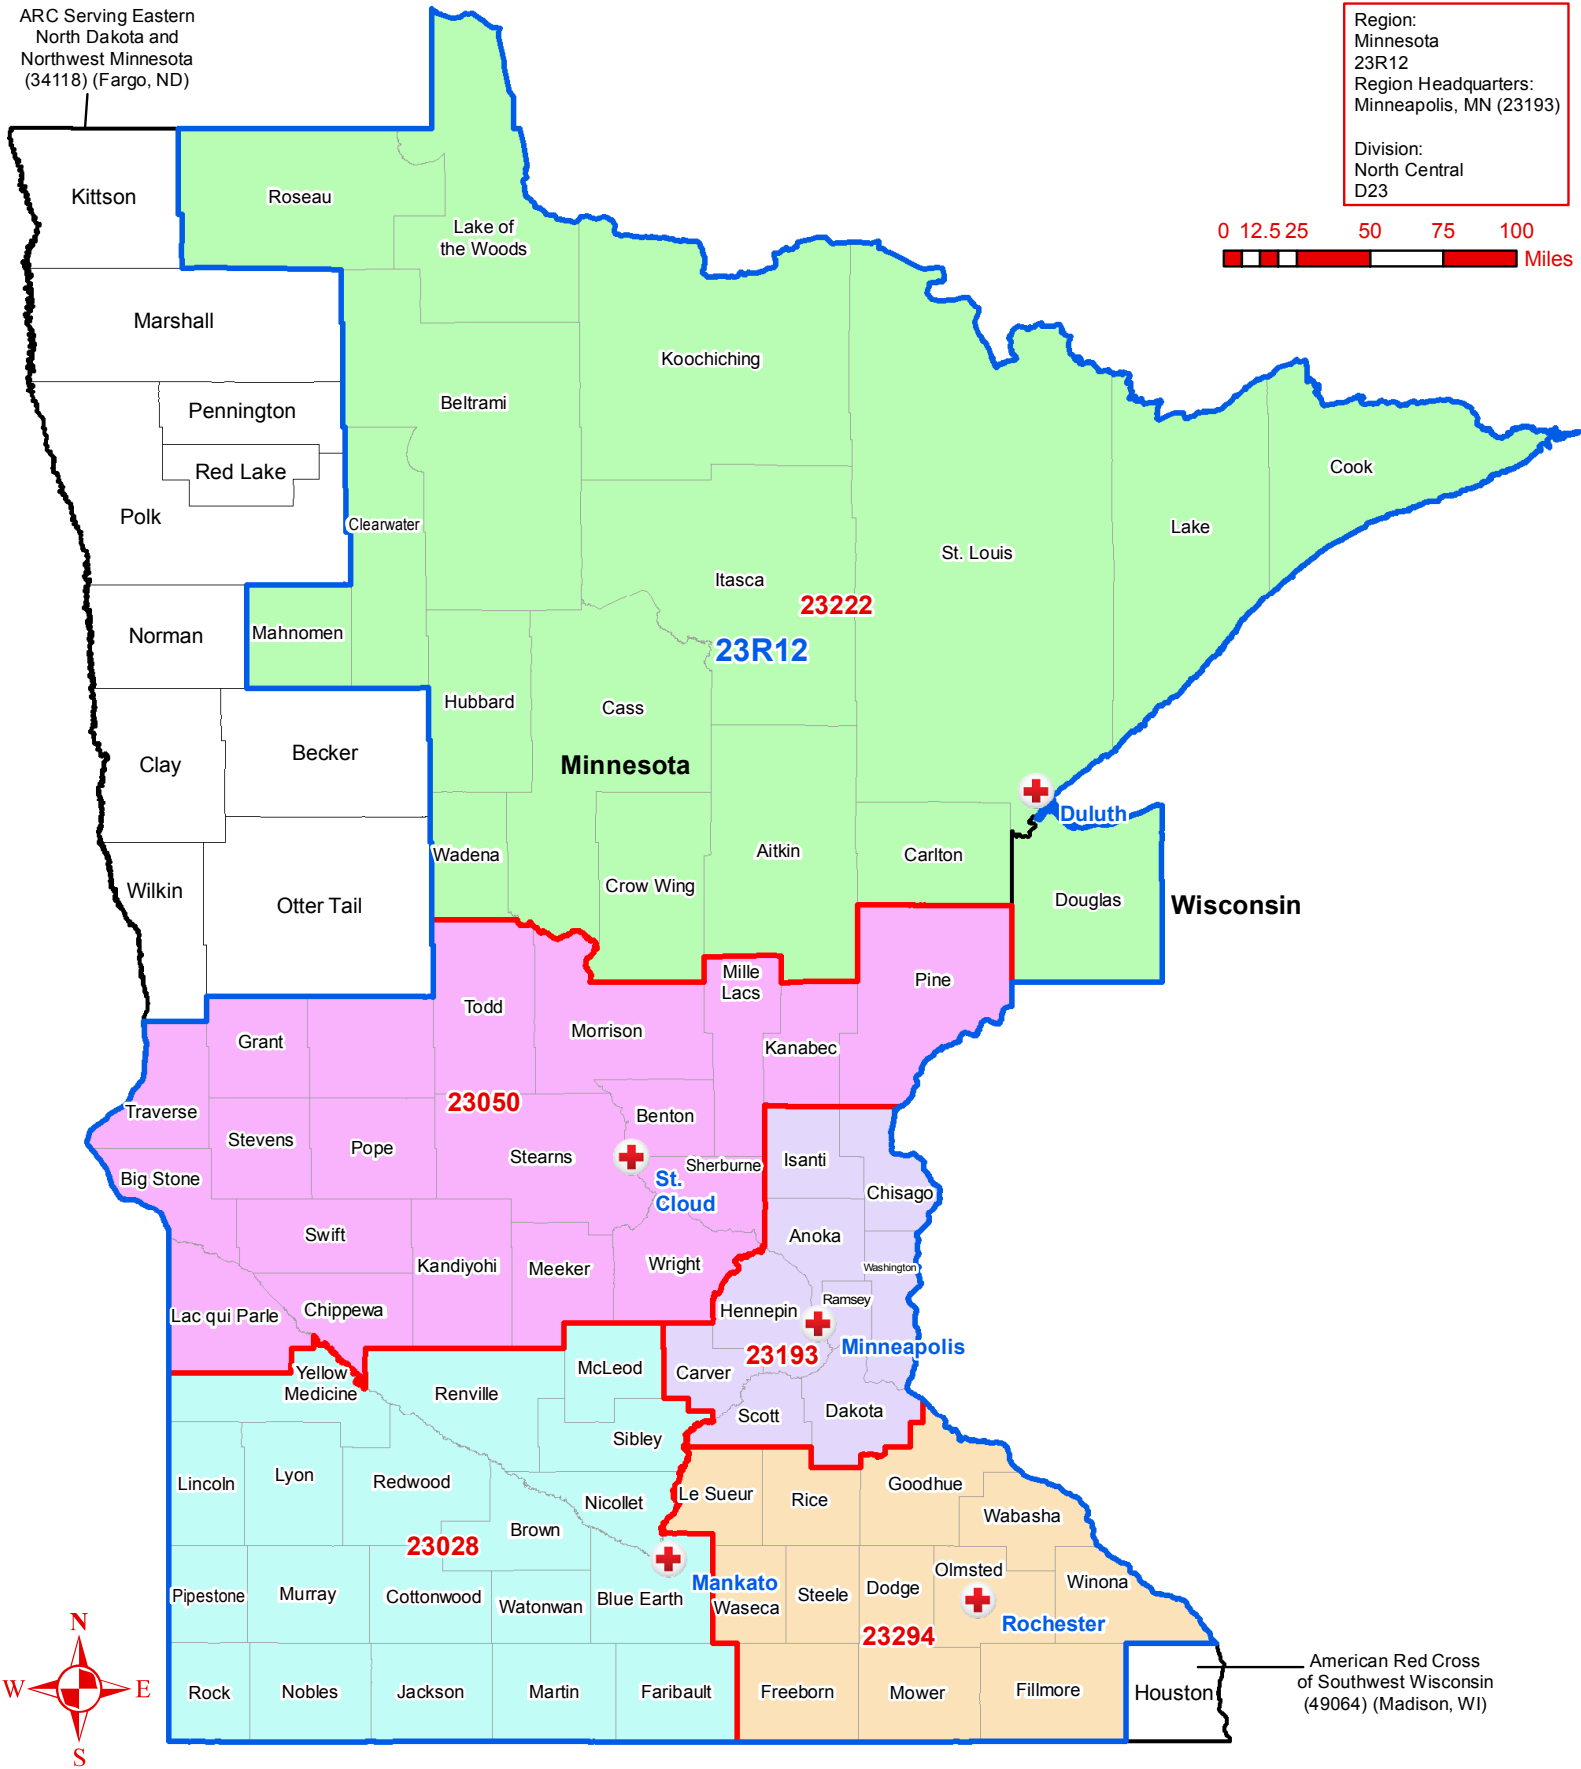 ARC Serving Eastern
North Dakota and
Northwest Minnesota
(34118) (Fargo, ND)
Region:
Minnesota
23R12
Region Headquarters:
Minneapolis, MN (23193)
Division:
North Central
D23
0 12.5 25 50 75 100
Miles
Kittson
Roseau
Lake of
the Woods
Marshall
Koochiching
Beltrami
Pennington
Red Lake
Cook
Polk
Clearwater
Lake
St. Louis
Itasca
23222
Norman
Mahnomen
23R12
Hubbard
Cass
Becker
Clay
Minnesota
Duluth
Wadena
Aitkin
Carlton
Crow Wing
Wilkin
Otter Tail
Douglas
Wisconsin
Mille
Lacs
Pine
Todd
Morrison
Grant
Kanabec
23050
Traverse
Benton
Stevens
Pope
Stearns
Isanti
Sherburne
Big Stone
St.
Cloud
Chisago
Swift
Anoka
Kandiyohi
Meeker
Wright
Washington
Ramsey
Lac qui Parle
Chippewa
Hennepin
Minneapolis
23193
Yellow
Medicine
McLeod
Carver
Renville
Scott
Dakota
Sibley
Lincoln
Lyon
Redwood
Le Sueur
Rice
Goodhue
Nicollet
Wabasha
Brown
23028
Olmsted
Mankato
Winona
Pipestone
Murray
Cottonwood
Watonwan
Blue Earth
Waseca
Steele
Dodge
Rochester
23294
N
W E
S
Rock
Nobles
Jackson
Martin
Faribault
Freeborn
Mower
Fillmore
Houston
American Red Cross
of Southwest Wisconsin
(49064) (Madison, WI)